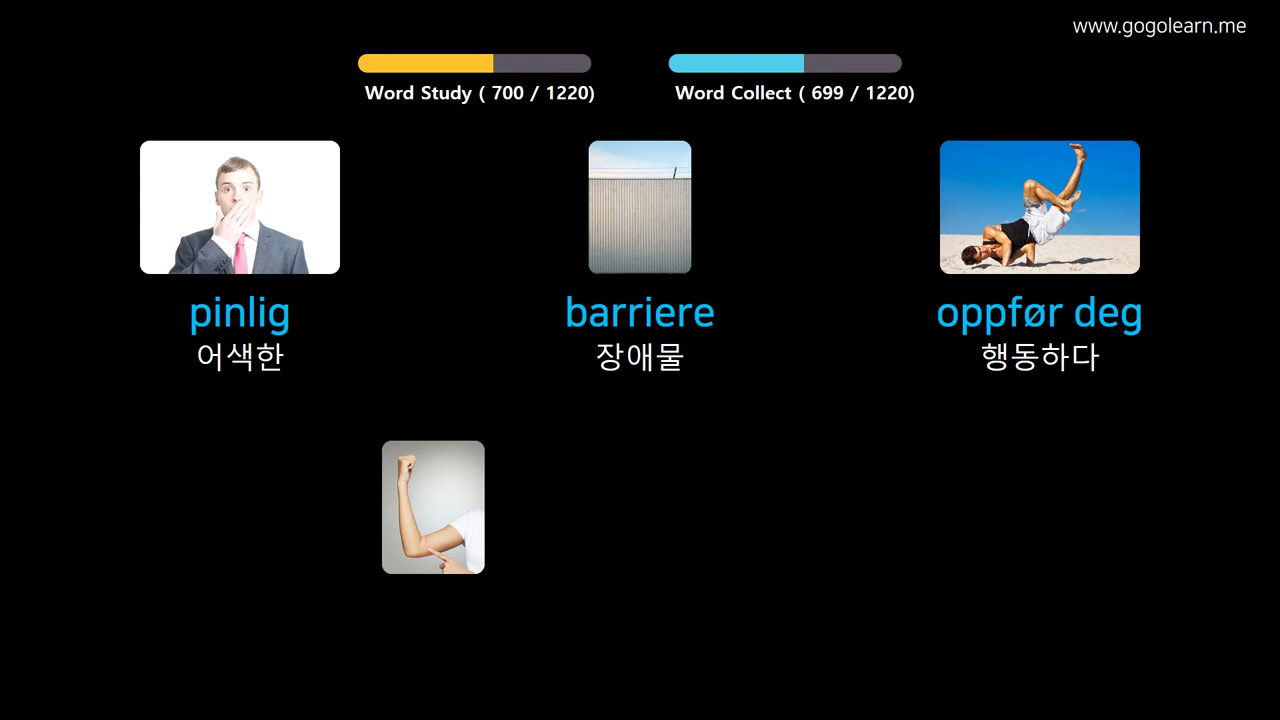 www.gogolearn.me
Word Study ( 700 / 1220)
Word Collect ( 699 / 1220)
pinlig
어색한
barriere
장애물
oppfør deg
행동하다